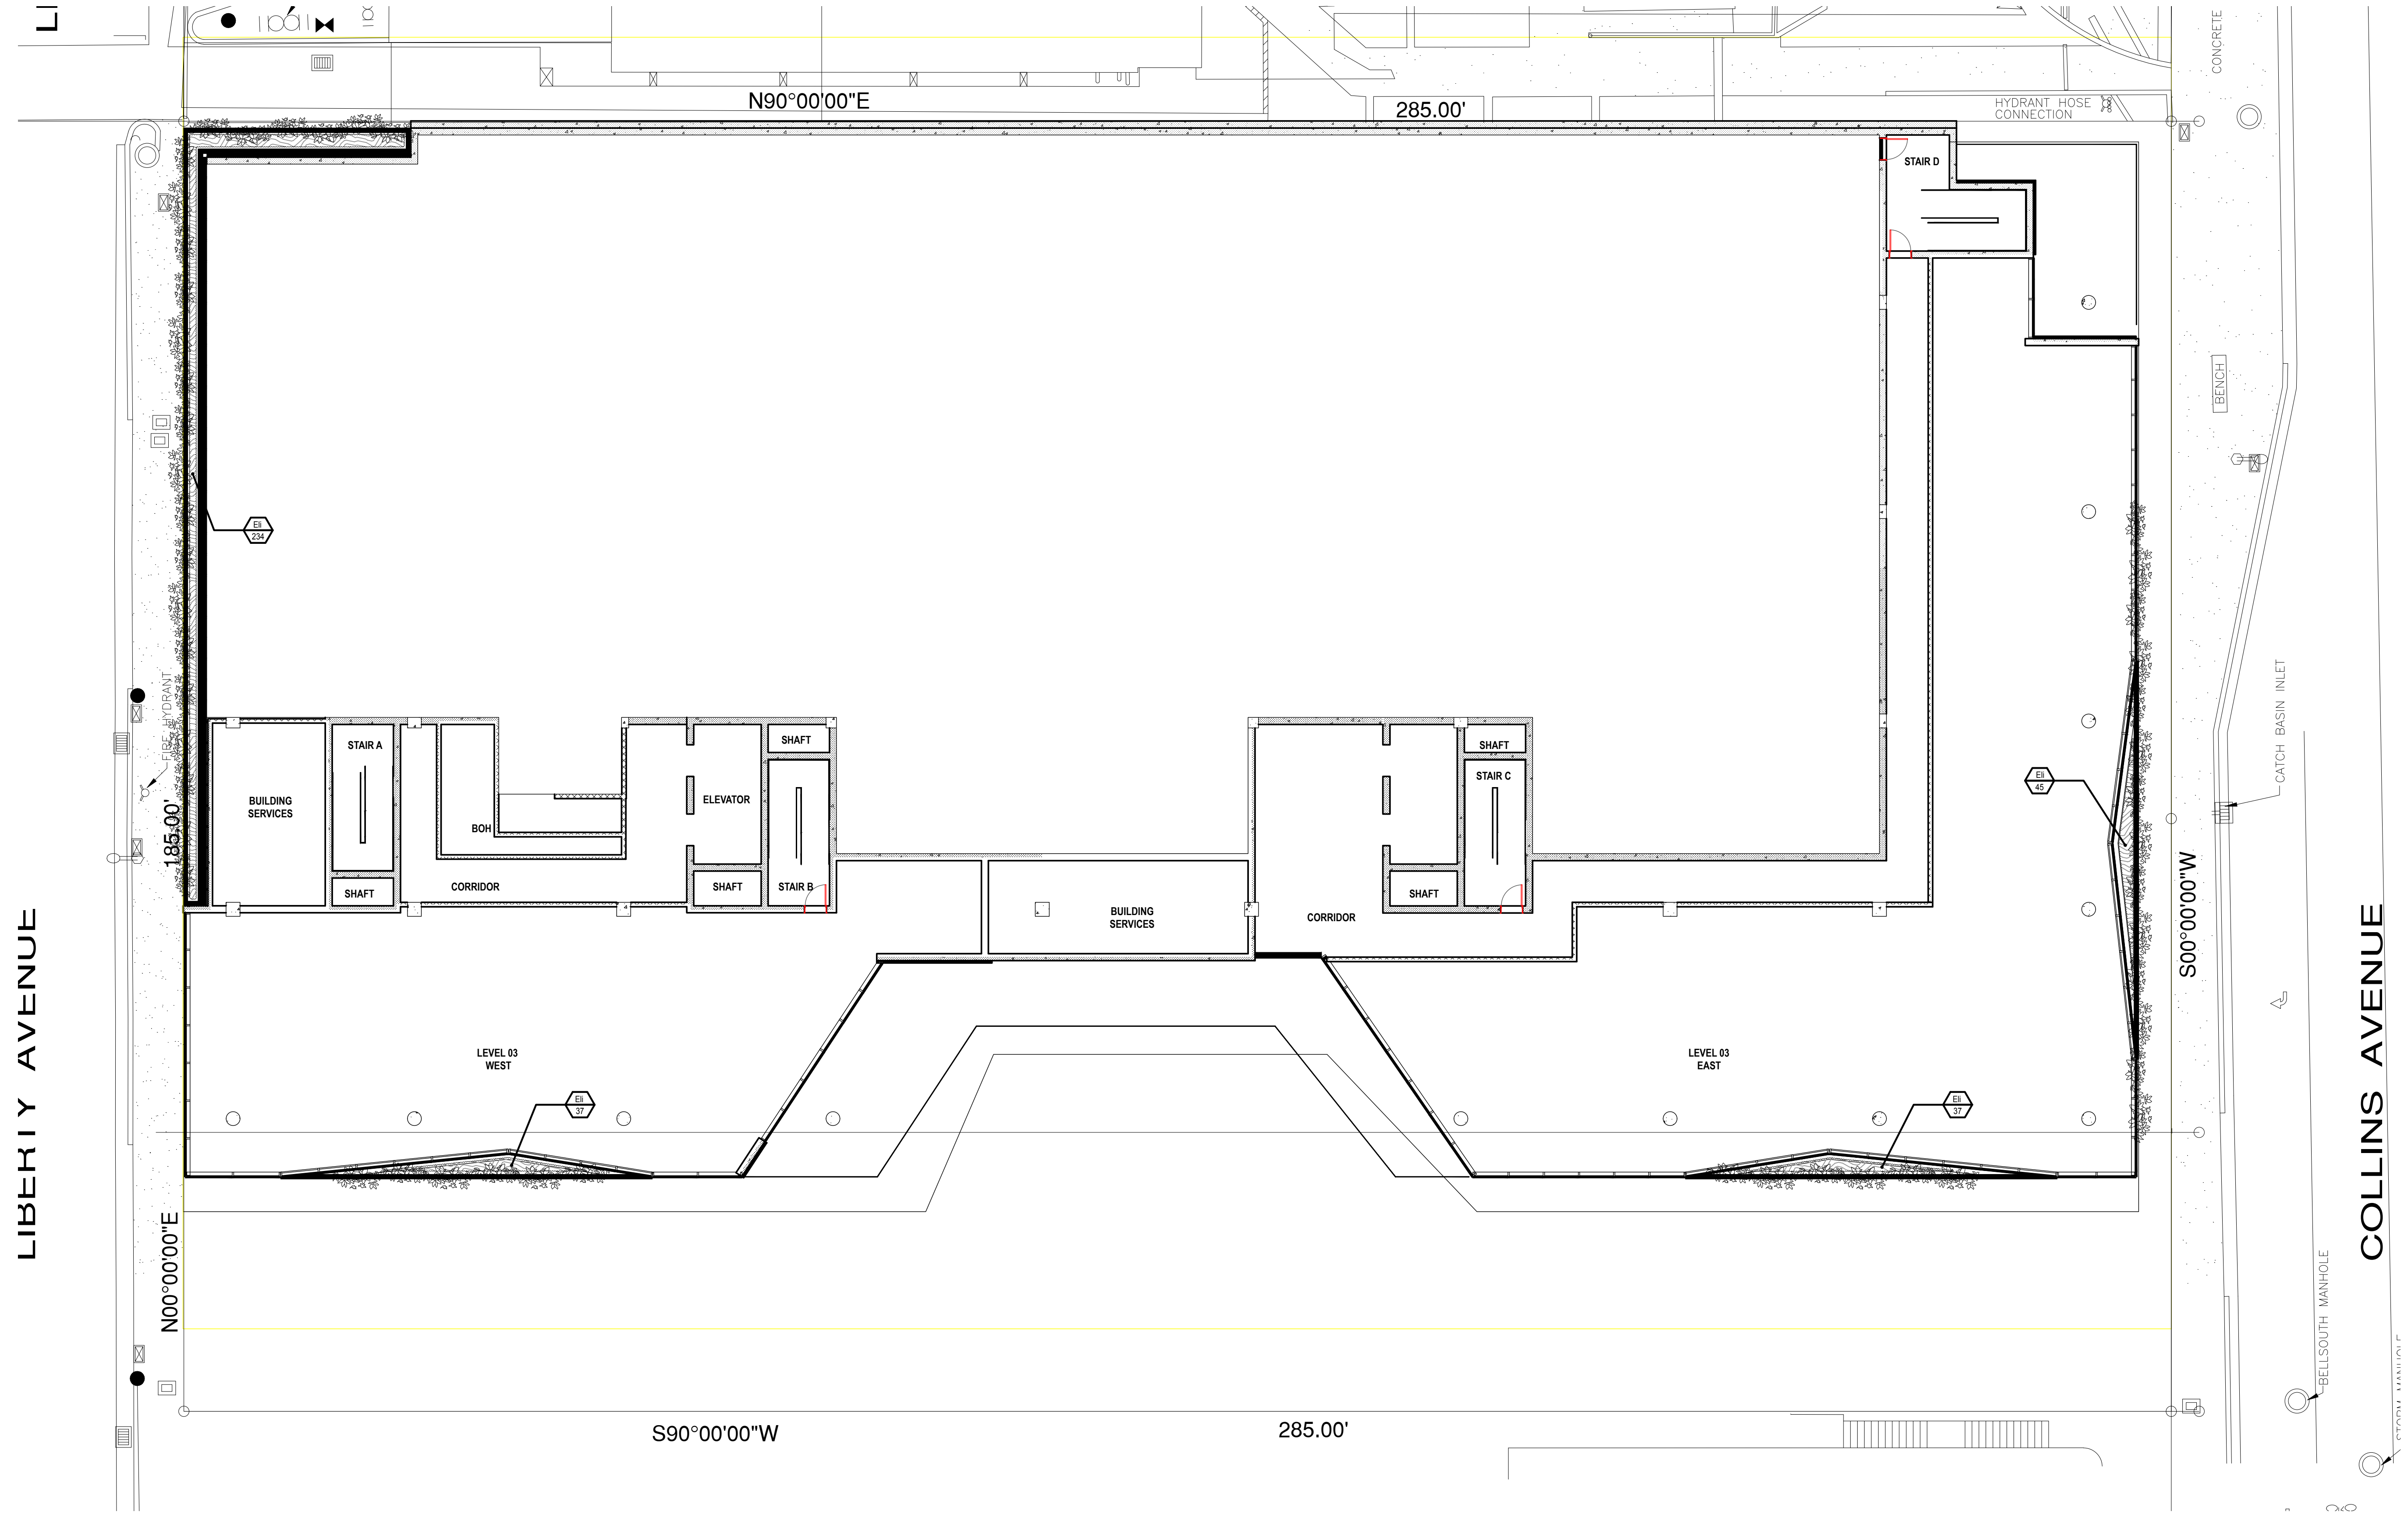 CONCRETE
N90°00'00"E
285.00'
HYDRANT HOSE
CONNECTION
STAIR D
BENCH
Eli
234
FIRE HYDRANT
CATCH BASIN INLET
STAIR A
SHAFT
SHAFT
BUILDING
SERVICES
ELEVATOR
STAIR C
Eli
45
BOH
185.00'
SHAFT
CORRIDOR
SHAFT
STAIR B
SHAFT
BUILDING
SERVICES
CORRIDOR
S00°00'00"W
LIBERTY AVENUE
COLLINS AVENUE
LEVEL 03
WEST
LEVEL 03
EAST
Eli
37
Eli
37
N00°00'00"E
BELLSOUTH MANHOLE
STORM MANHOLE
S90°00'00"W
285.00'